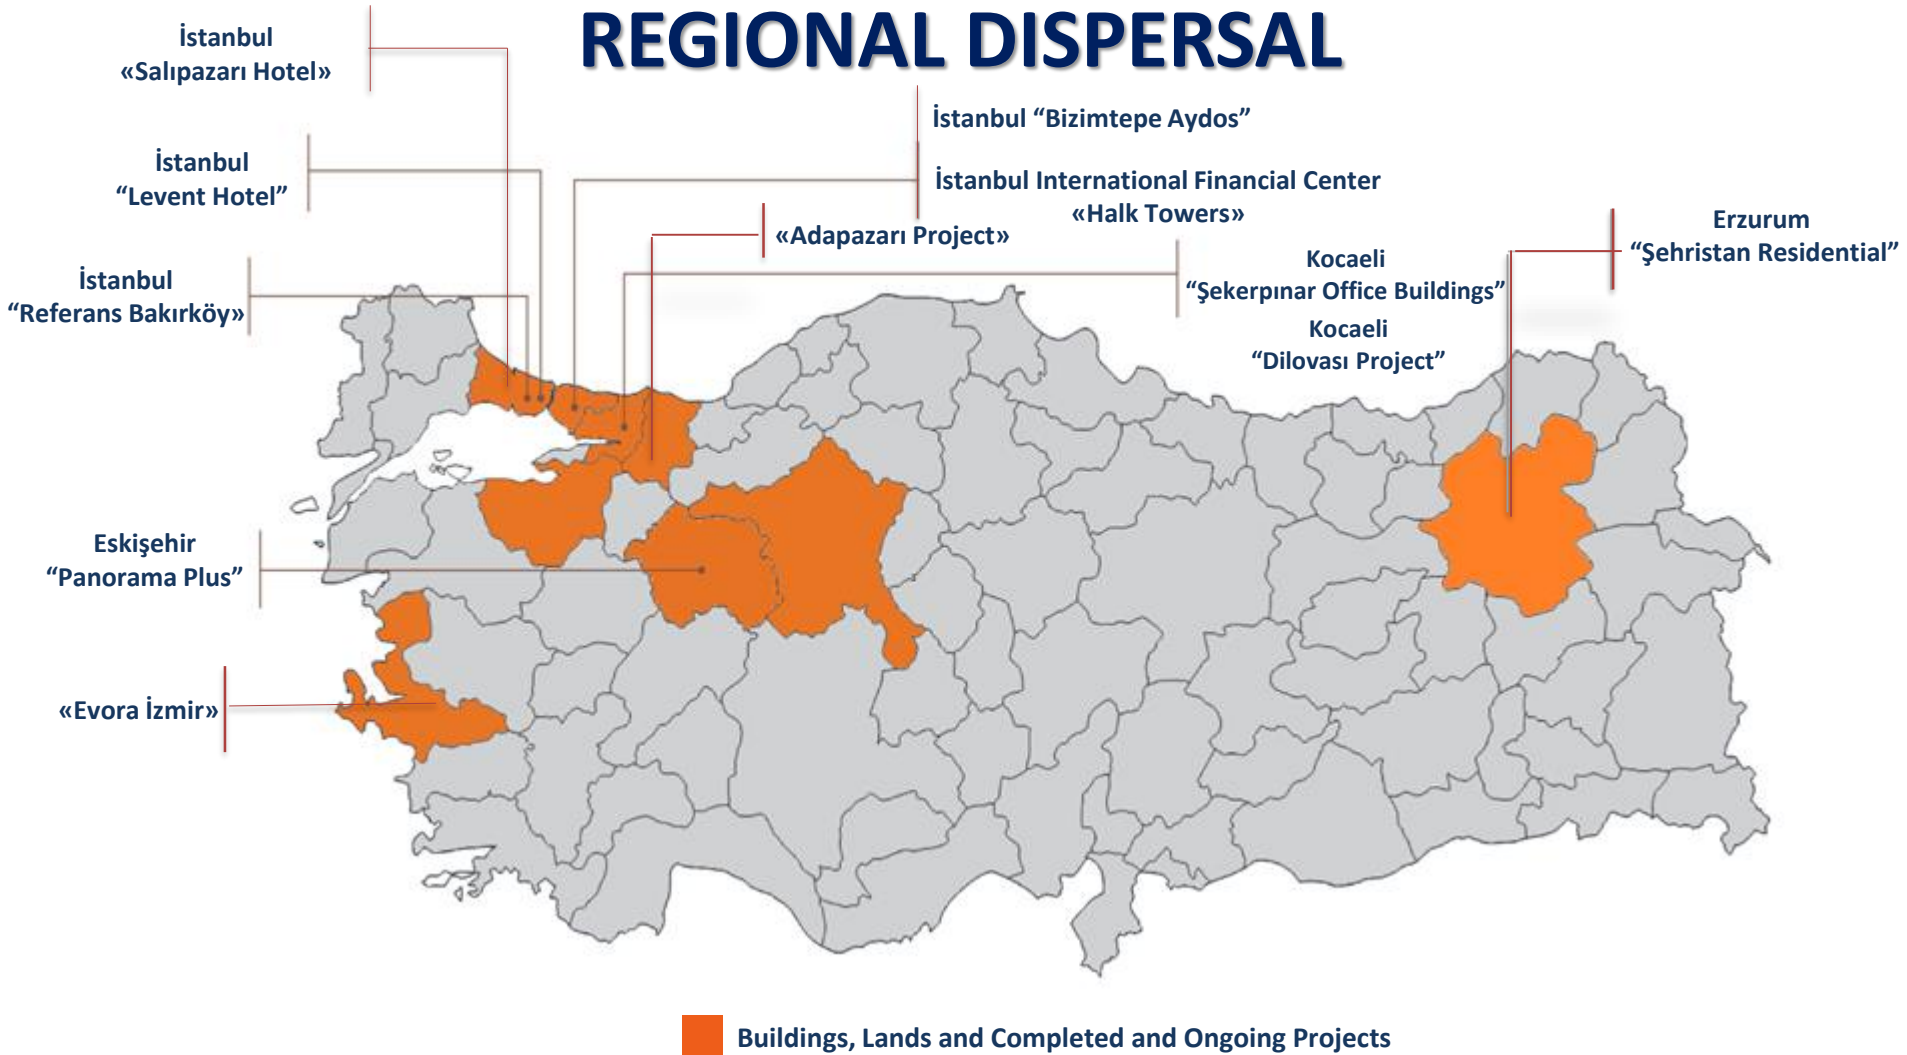 REGIONAL DISPERSAL
İstanbul
«Salıpazarı Hotel»
İstanbul “Bizimtepe Aydos”
İstanbul
“Levent Hotel”
İstanbul International Financial Center
«Halk Towers»
«Adapazarı Project»
Erzurum
“Şehristan Residential”
Kocaeli
“Şekerpınar Office Buildings”
Kocaeli
“Dilovası Project”
İstanbul
“Referans Bakırköy»
Eskişehir
“Panorama Plus”
«Evora İzmir»
Buildings, Lands and Completed and Ongoing Projects